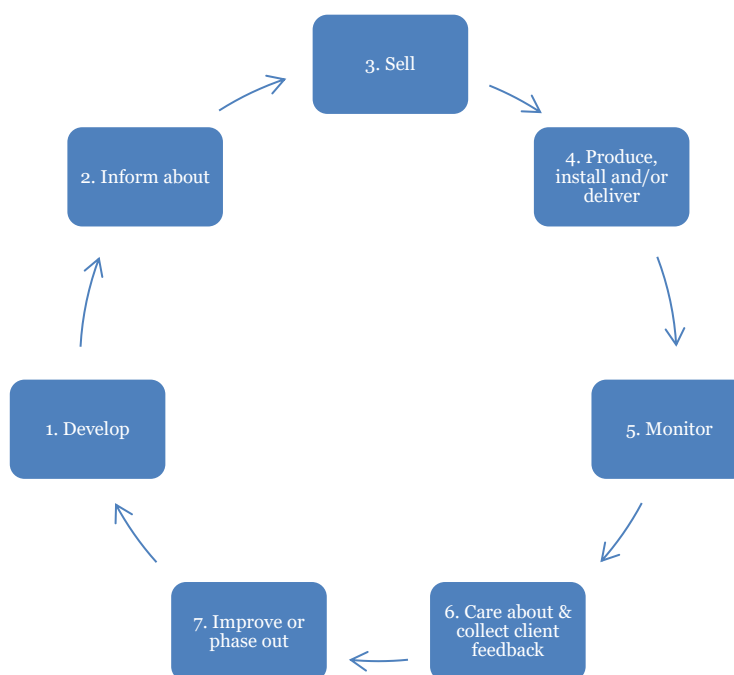 3. Sell
2. Inform about
4. Produce,
install and/or
deliver
1. Develop
5. Monitor
7. Improve or
phase out
6. Care about &
collect client
feedback